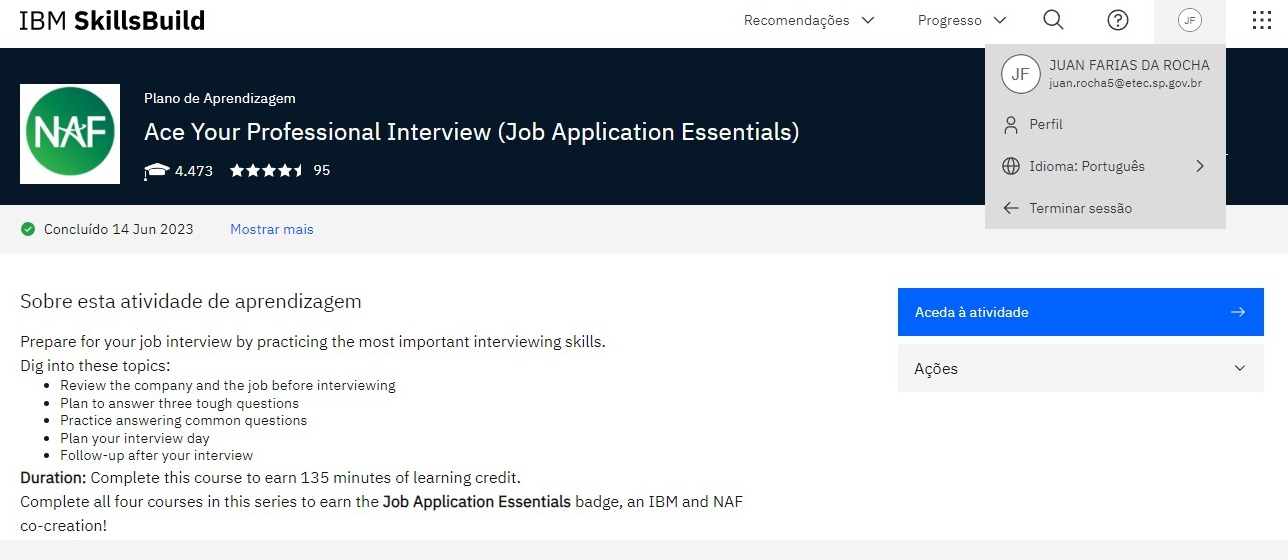 IBM SkillsBuild
Recomendações
Progresso
JF
JF
JUAN FARIAS DA ROCHA
juan.rocha5@etec.sp.gov.br
Perfil
Idioma: Português
Terminar sessão
NAF
Plano de Aprendizagem
Ace Your Professional Interview (Job Application Essentials)
4.473
95
Concluído 14 Jun 2023
Mostrar mais
Sobre esta atividade de aprendizagem
Prepare for your job interview by practicing the most important interviewing skills.
Dig into these topics:
• Review the company and the job before interviewing
• Plan to answer three tough questions
• Practice answering common questions
• Plan your interview day
• Follow-up after your interview
Duration: Complete this course to earn 135 minutes of learning credit.
Complete all four courses in this series to earn the Job Application Essentials badge, an IBM and NAF
co-creation!
Aceda à atividade
Ações